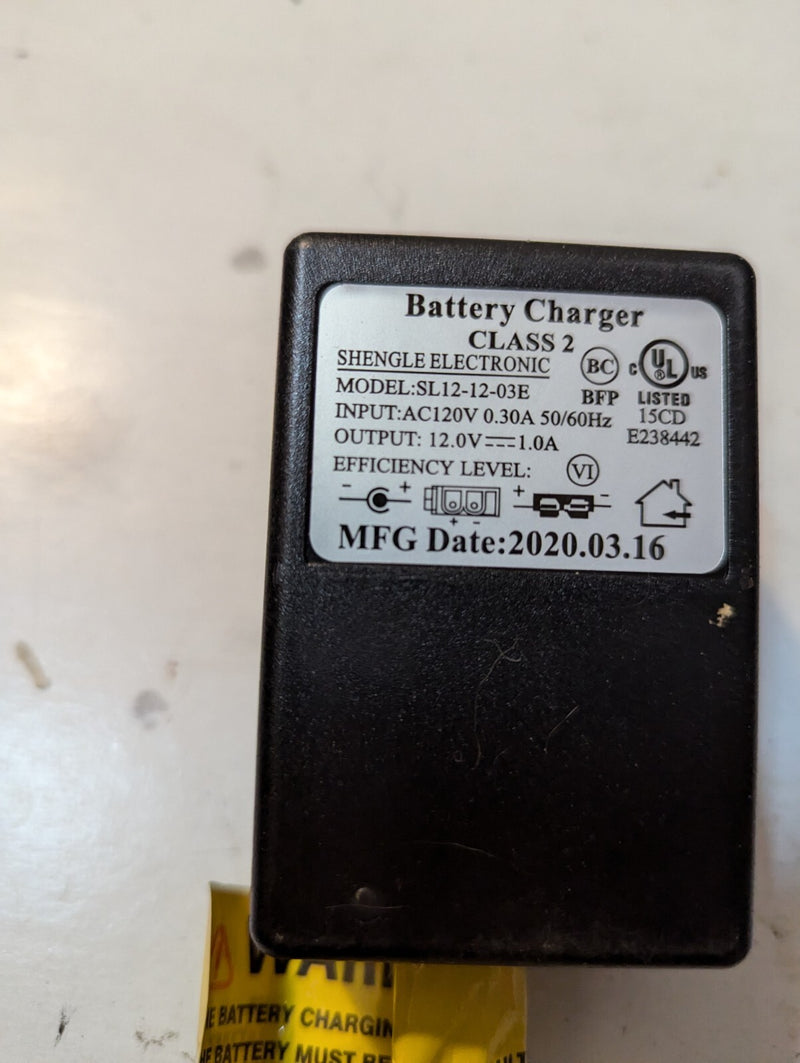 Battery Charger
CLASS 2
SHENGLE ELECTRONIC
MODEL:SL12-12-03E
INPUT:AC120V 0.30A 50/60Hz
OUTPUT: 12.0V 1.0A
EFFICIENCY LEVEL: VI
BC
BFP
C UL® US
LISTED
15CD
E238442
- +
+ -
+ -
MFG Date:2020.03.16
BATTERY CHARGIN
BATTERY MUST BE